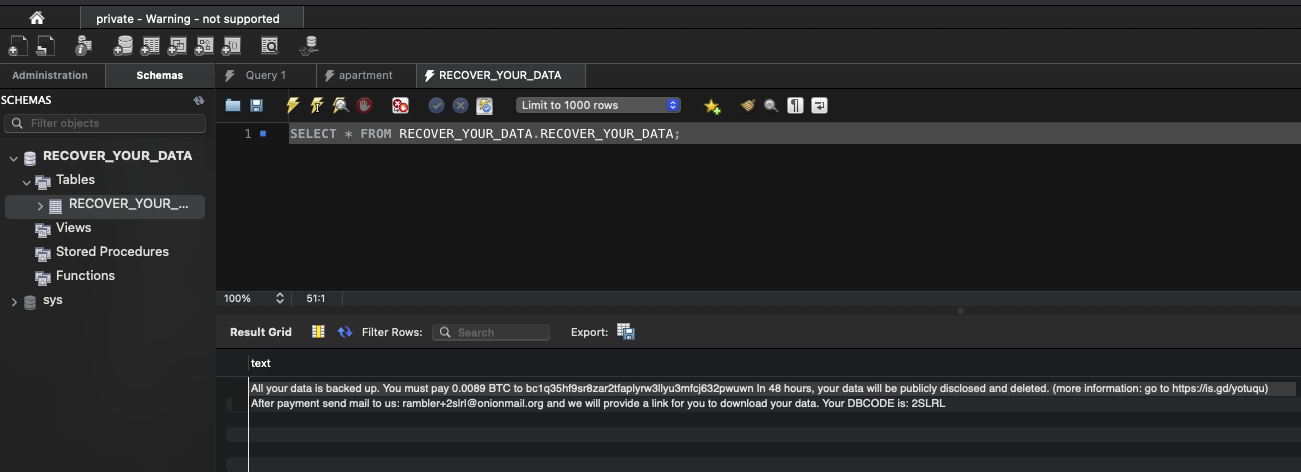 private - Warning - not supported
Administration
Schemas
Query 1
apartment
RECOVER_YOUR_DATA
SCHEMAS
Filter objects
Limit to 1000 rows
1
SELECT * FROM RECOVER_YOUR_DATA.RECOVER_YOUR_DATA;
RECOVER_YOUR_DATA
Tables
RECOVER_YOUR_...
Views
Stored Procedures
Functions
sys
100%
51:1
Result Grid
Filter Rows:
Search
Export:
text
All your data is backed up. You must pay 0.0089 BTC to bc1q35hf9sr8zar2tfaplyrw3llyu3mfcj632pwuwn In 48 hours, your data will be publicly disclosed and deleted. (more information: go to https://is.gd/yotuqu)
After payment send mail to us: rambler+2slrl@onionmail.org and we will provide a link for you to download your data. Your DBCODE is: 2SLRL